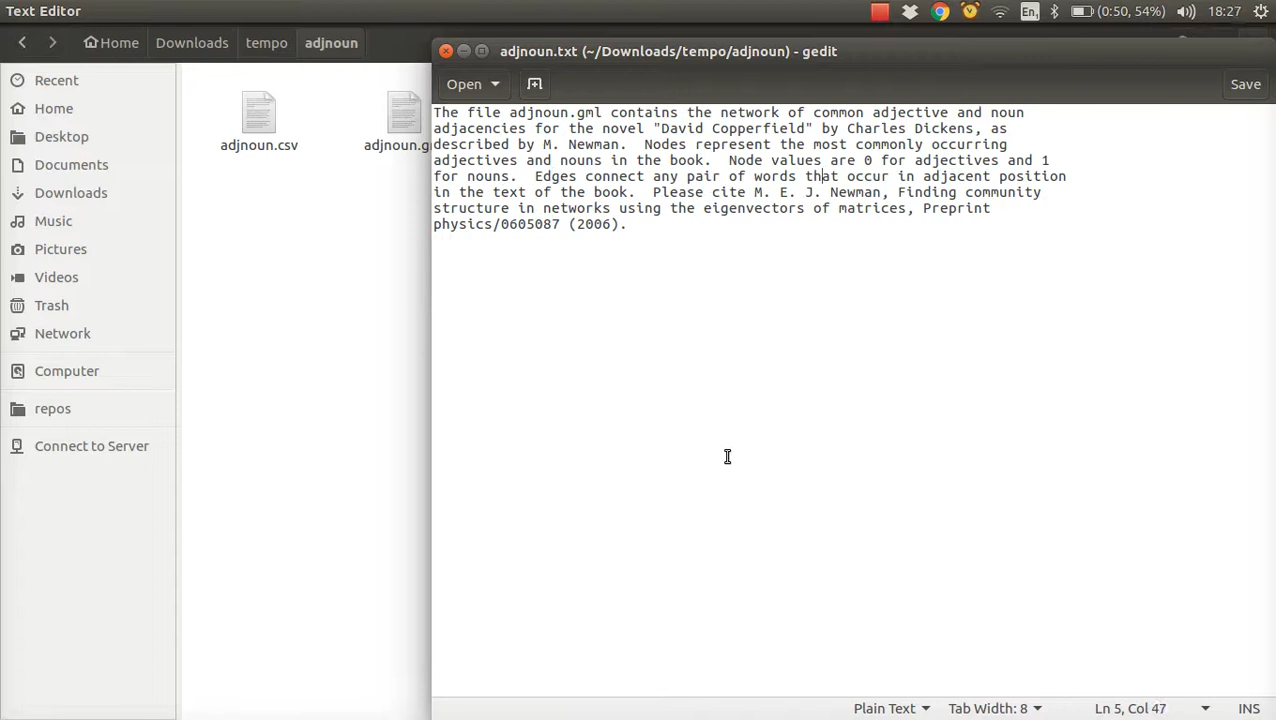 Text Editor
En1 (0:50, 54%) 18:27
Home Downloads tempo adjnoun
Recent
Home
Desktop
Documents
Downloads
Music
Pictures
Videos
Trash
Network
Computer
repos
Connect to Server
adjnoun.csv
adjnoun.g
adjnoun.txt (~/Downloads/tempo/adjnoun) - gedit
Open Save
The file adjnoun.gml contains the network of common adjective and noun
adjacencies for the novel "David Copperfield" by Charles Dickens, as
described by M. Newman.  Nodes represent the most commonly occurring
adjectives and nouns in the book.  Node values are 0 for adjectives and 1
for nouns.  Edges connect any pair of words that occur in adjacent position
in the text of the book.  Please cite M. E. J. Newman, Finding community
structure in networks using the eigenvectors of matrices, Preprint
physics/0605087 (2006).
Plain Text Tab Width: 8 Ln 5, Col 47 INS